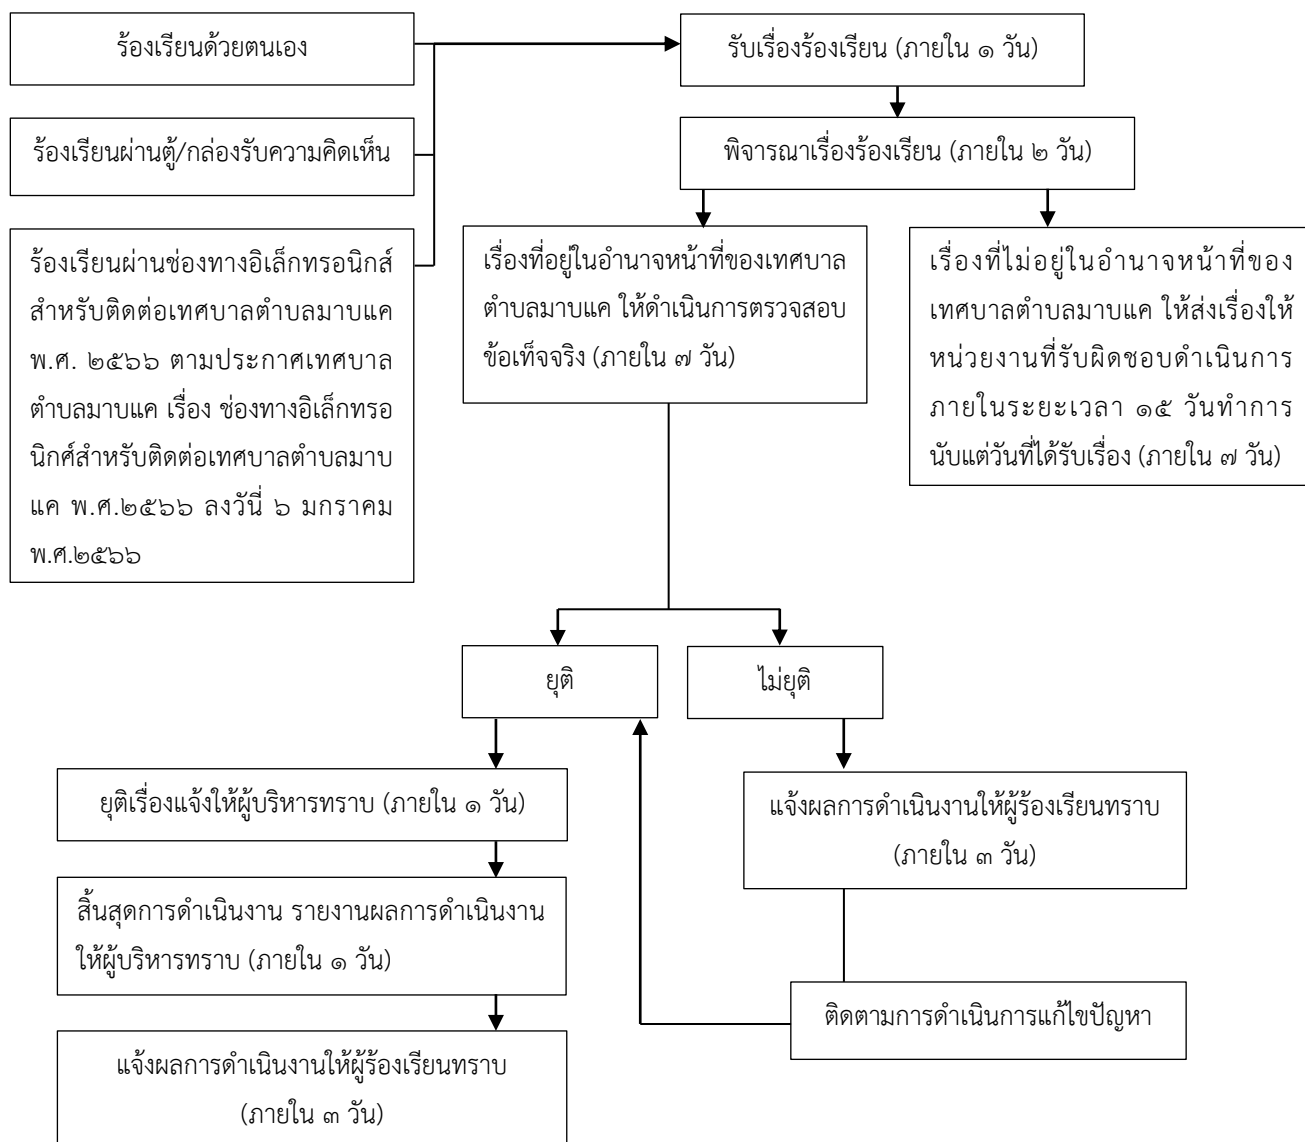 ร้องเรียนด้วยตนเอง
รับเรื่องร้องเรียน (ภายใน ๑ วัน)
ร้องเรียนผ่านตู้/กล่องรับความคิดเห็น
พิจารณาเรื่องร้องเรียน (ภายใน ๒ วัน)
ร้องเรียนผ่านช่องทางอิเล็กทรอนิกส์
สำหรับติดต่อเทศบาลตำบลมาบแค
พ.ศ. ๒๕๖๖ ตามประกาศเทศบาล
ตำบลมาบแค เรื่อง ช่องทางอิเล็กทรอ
นิกศ์สำหรับติดต่อเทศบาลตำบลมาบ
แค พ.ศ.๒๕๖๖ ลงวันี่ ๖ มกราคม
พ.ศ.๒๕๖๖
เรื่องที่อยู่ในอำนาจหน้าที่ของเทศบาล
ตำบลมาบแค ให้ดำเนินการตรวจสอบ
ข้อเท็จจริง (ภายใน ๗ วัน)
เรื่องที่ไม่อยู่ในอำนาจหน้าที่ของ
เทศบาลตำบลมาบแค ให้ส่งเรื่องให้
หน่วยงานที่รับผิดชอบดำเนินการ
ภายในระยะเวลา ๑๕ วันทำการ
นับแต่วันที่ได้รับเรื่อง (ภายใน ๗ วัน)
ยุติ
ไม่ยุติ
ยุติเรื่องแจ้งให้ผู้บริหารทราบ (ภายใน ๑ วัน)
แจ้งผลการดำเนินงานให้ผู้ร้องเรียนทราบ
(ภายใน ๓ วัน)
สิ้นสุดการดำเนินงาน รายงานผลการดำเนินงาน
ให้ผู้บริหารทราบ (ภายใน ๑ วัน)
ติดตามการดำเนินการแก้ไขปัญหา
แจ้งผลการดำเนินงานให้ผู้ร้องเรียนทราบ
(ภายใน ๓ วัน)